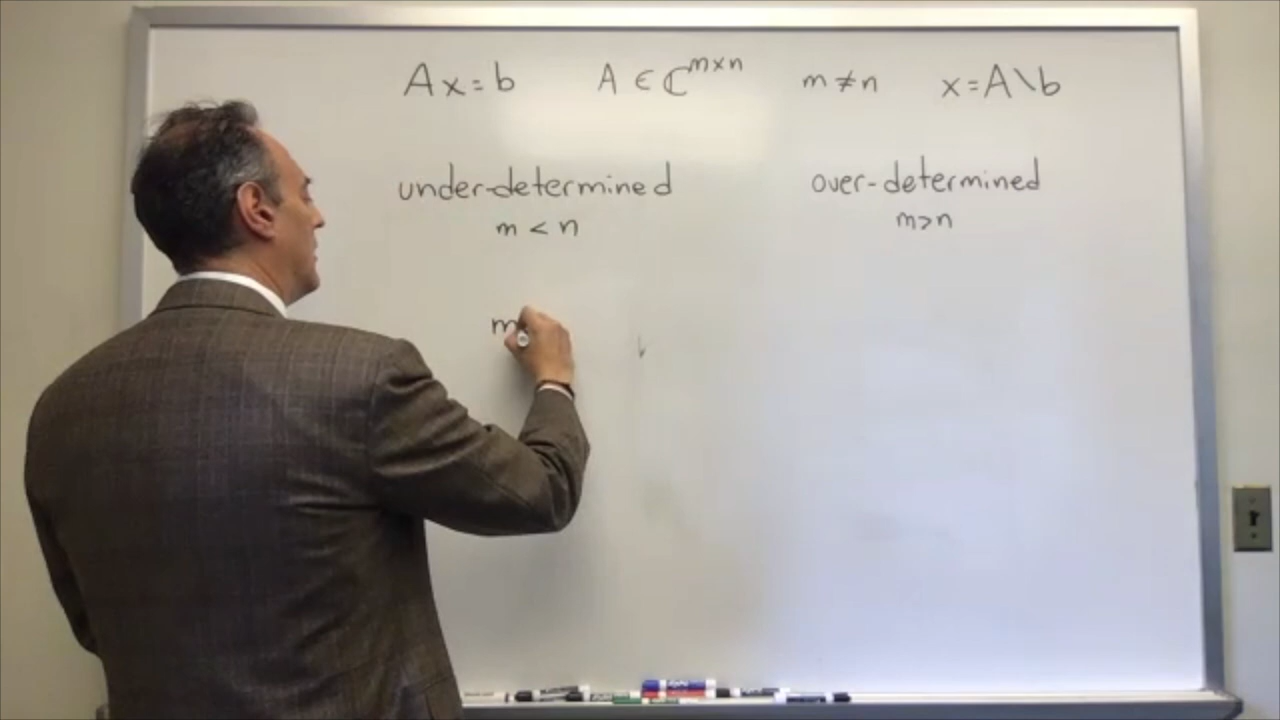 Ax=b A∈ℂ^{m×n} m≠n x=A\b
under-determined
m<n
over-determined
m>n
m